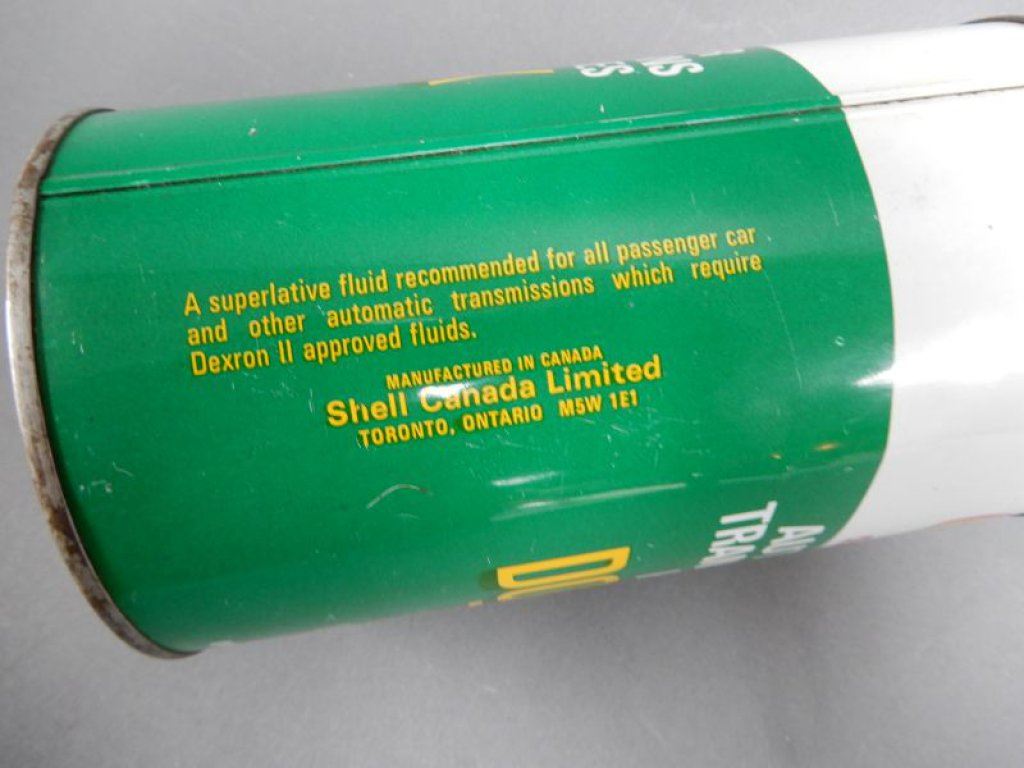 A superlative fluid recommended for all passenger car
and other automatic transmissions which require
Dexron II approved fluids.
MANUFACTURED IN CANADA
Shell Canada Limited
TORONTO, ONTARIO M5W 1E1